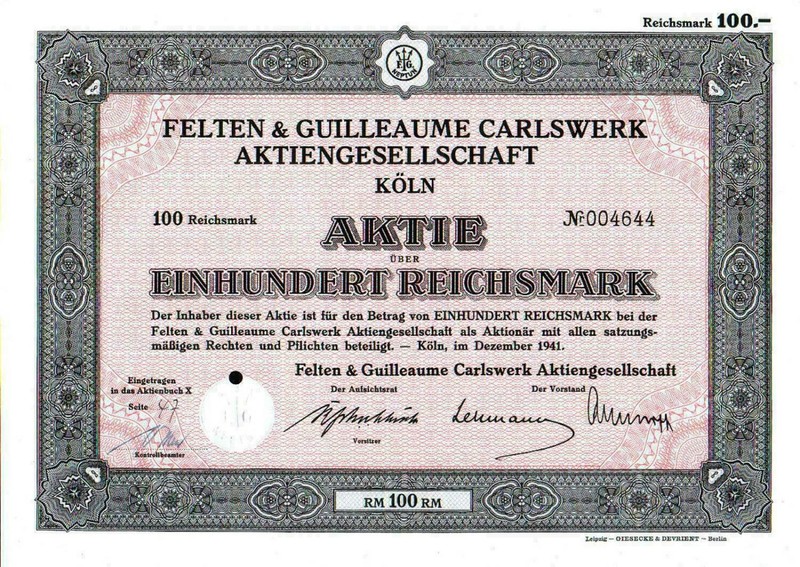 Reichsmark 100.—
F. G.
NEPTUN
FELTEN & GUILLEAUME CARLSWERK
AKTIENGESELLSCHAFT
KÖLN
100 Reichsmark
№ 004644
AKTIE
ÜBER
EINHUNDERT REICHSMARK
Der Inhaber dieser Aktie ist für den Betrag von EINHUNDERT REICHSMARK bei der
Felten & Guilleaume Carlswerk Aktiengesellschaft als Aktionär mit allen satzungs-
mäßigen Rechten und Pflichten beteiligt. — Köln, im Dezember 1941.
Felten & Guilleaume Carlswerk Aktiengesellschaft
Eingetragen
in das Aktienbuch X
Seite 47
Kontrollbeamter
Der Aufsichtsrat
Vorsitzer
Der Vorstand
Lehmann
RM 100 RM
Leipzig — GIESECKE & DEVRIENT — Berlin